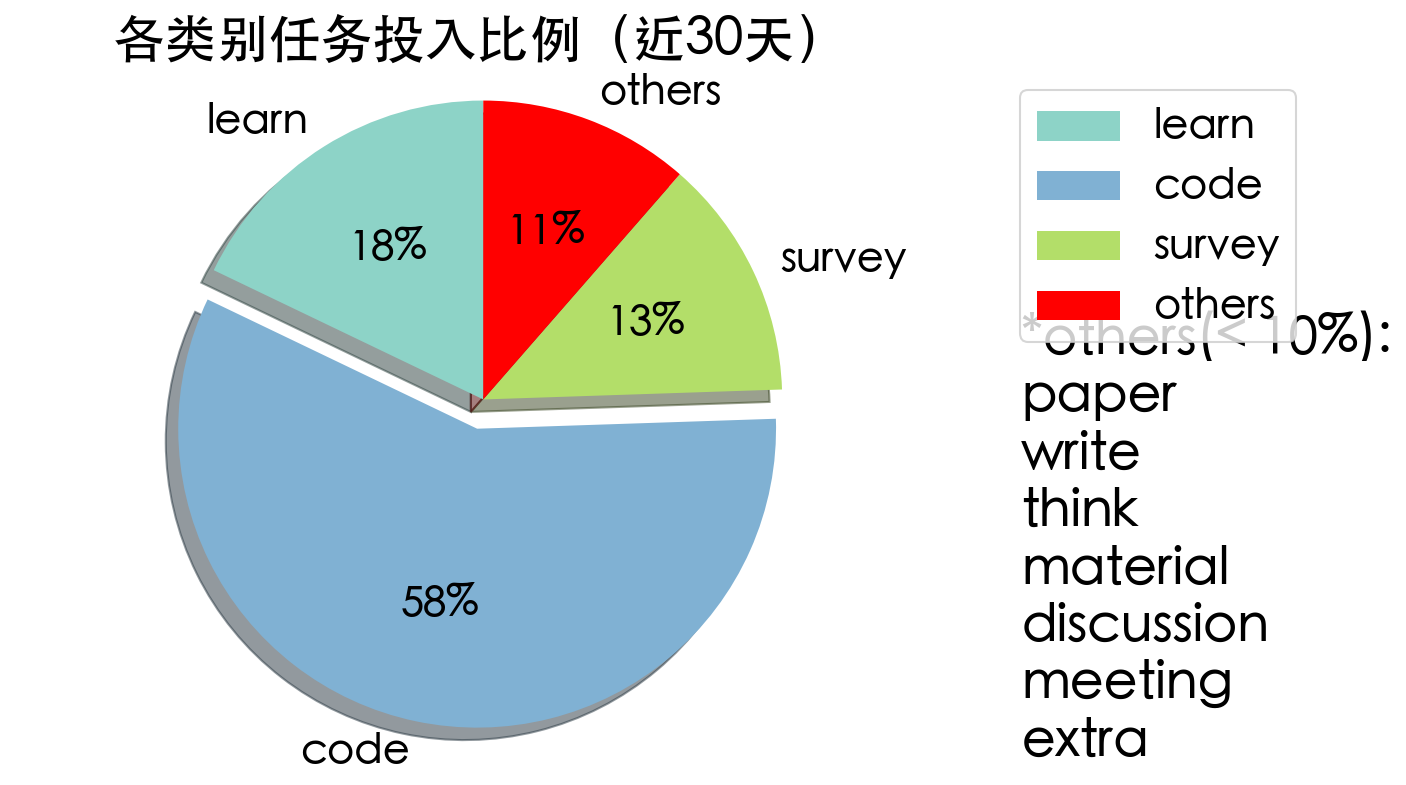 各类别任务投入比例（近30天）
others
learn
18%
11%
survey
13%
58%
code
learn
code
survey
others
*others(< 10%):
paper
write
think
material
discussion
meeting
extra